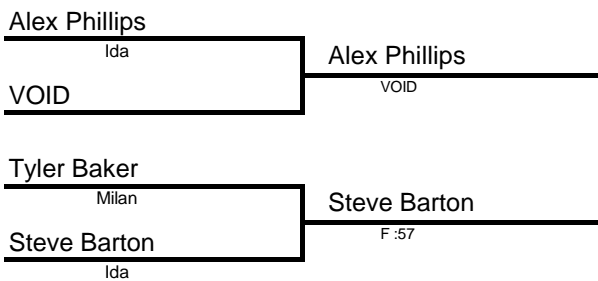 Alex Phillips
Ida
VOID
Alex Phillips
VOID
Tyler Baker
Milan
Steve Barton
Ida
Steve Barton
F :57